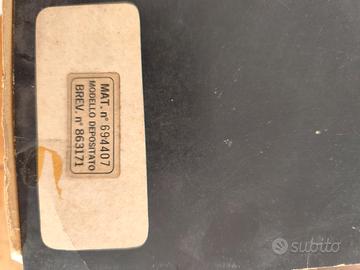 MAT. n° 694407
MODELLO DEPOSITATO
BREV. n° 863171
subito